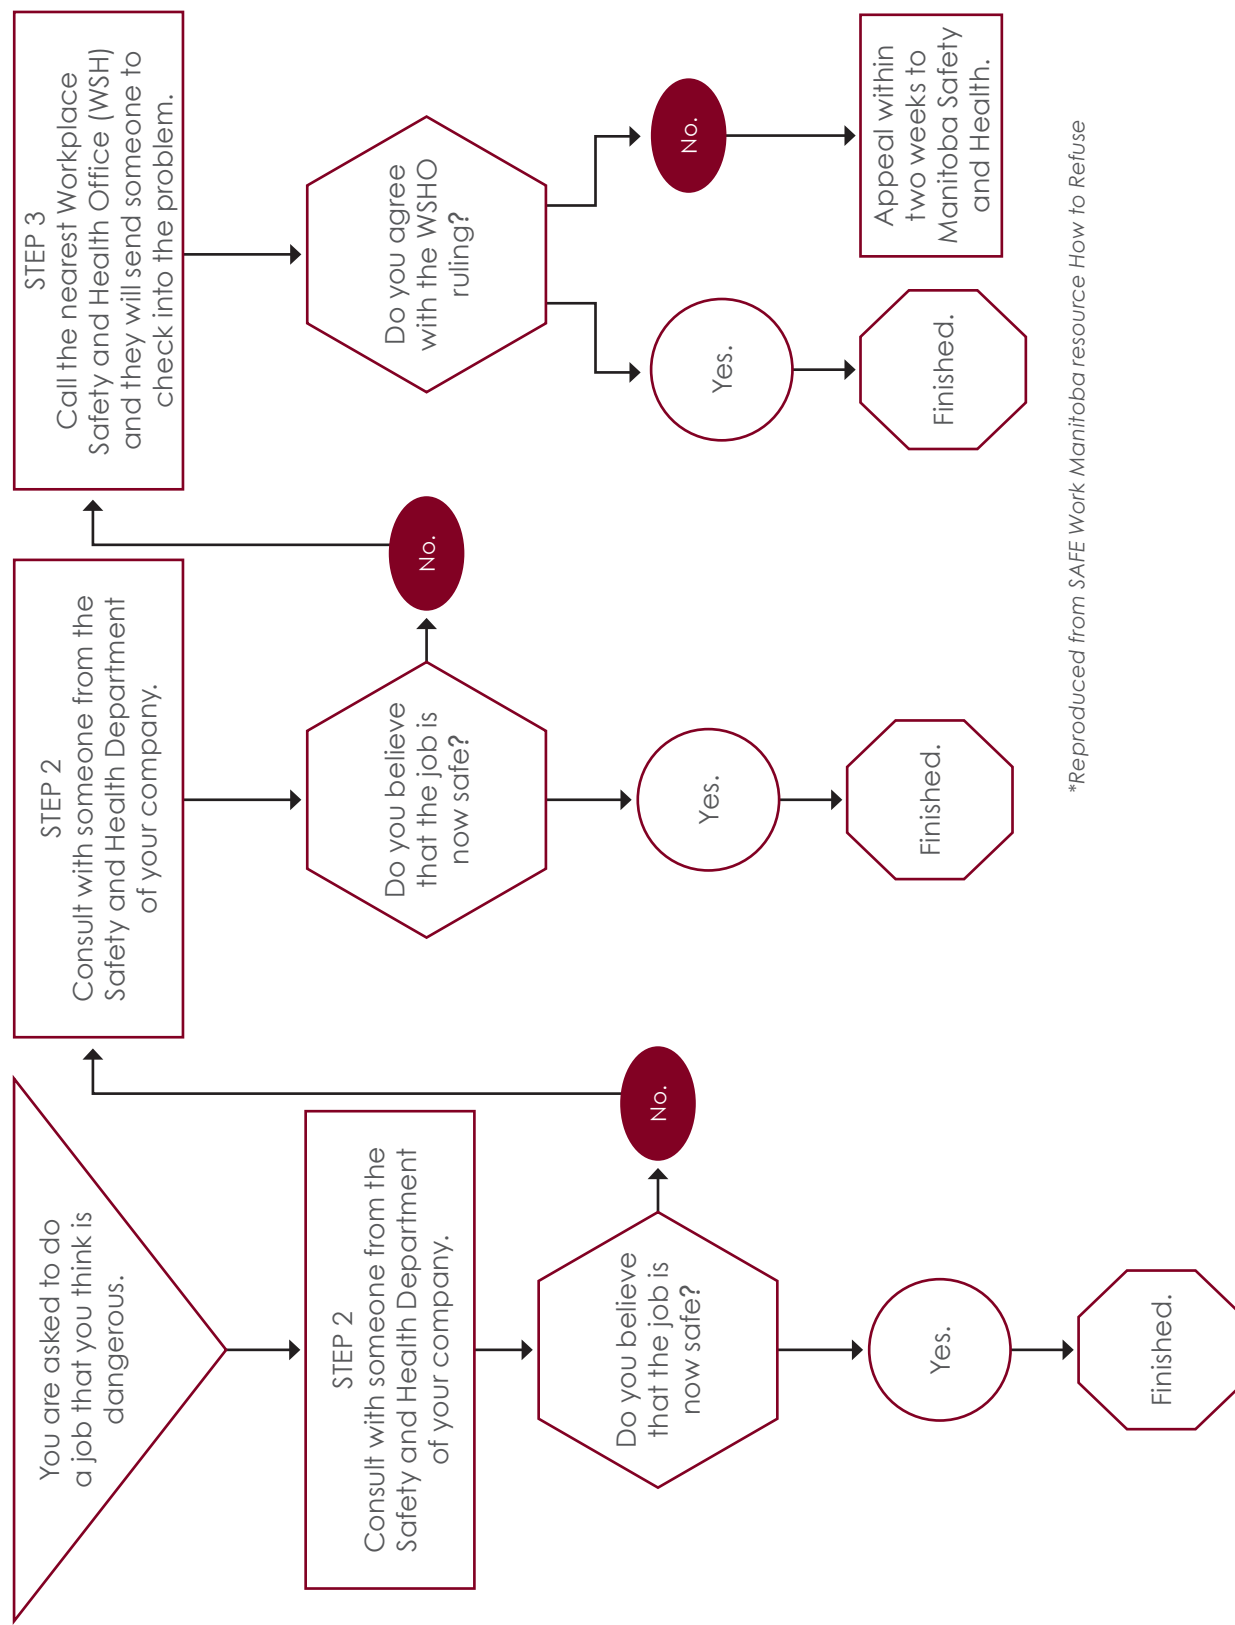 You are asked to do
a job that you think is
dangerous.
STEP 2
Consult with someone from the
Safety and Health Department
of your company.
Do you believe
that the job is
now safe?
No.
Yes.
Finished.
STEP 2
Consult with someone from the
Safety and Health Department
of your company.
Do you believe
that the job is
now safe?
No.
Yes.
Finished.
STEP 3
Call the nearest Workplace
Safety and Health Office (WSH)
and they will send someone to
check into the problem.
Do you agree
with the WSHO
ruling?
Yes.
Finished.
No.
Appeal within
two weeks to
Manitoba Safety
and Health.
*Reproduced from SAFE Work Manitoba resource How to Refuse